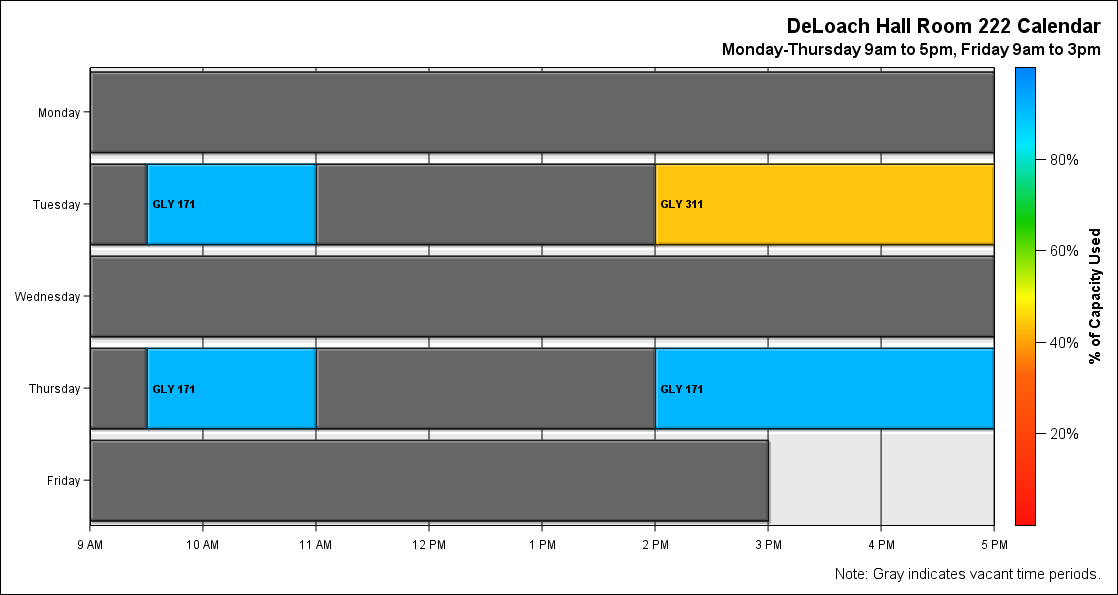 DeLoach Hall Room 222 Calendar
Monday-Thursday 9am to 5pm, Friday 9am to 3pm
Monday
Tuesday
GLY 171
GLY 311
Wednesday
Thursday
GLY 171
GLY 171
Friday
9 AM
10 AM
11 AM
12 PM
1 PM
2 PM
3 PM
4 PM
5 PM
80%
60%
40%
20%
% of Capacity Used
Note: Gray indicates vacant time periods.